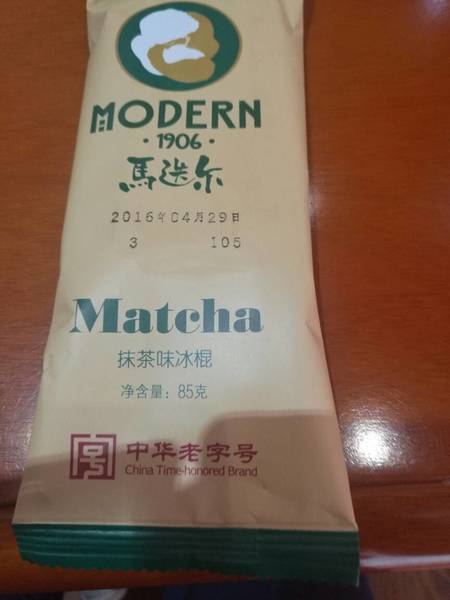 MODERN
·1906·
馬迭尔
2016年04月29日
3 105
Matcha
抹茶味冰棍
净含量：85克
中华老字号
China Time-honored Brand